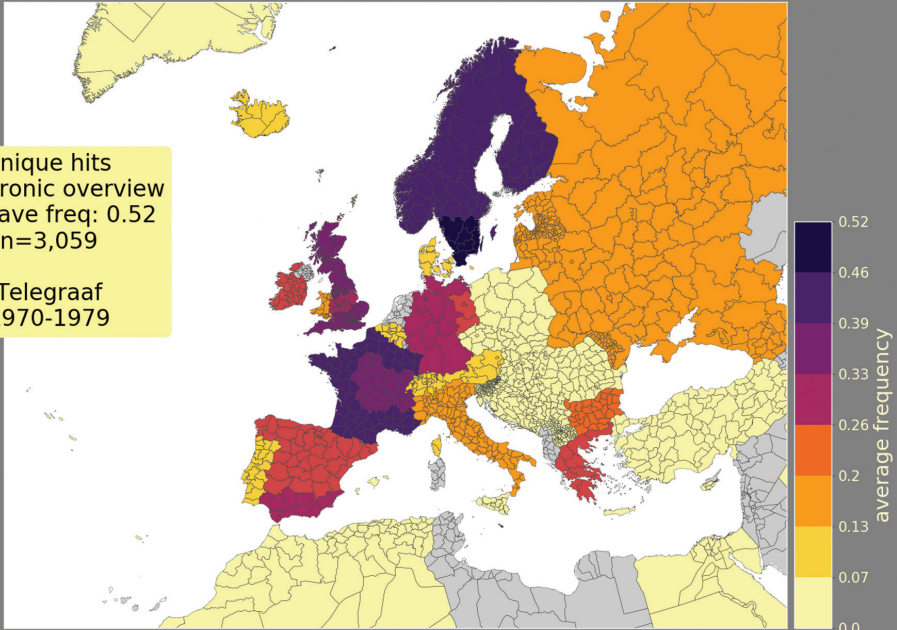 nique hits
ronic overview
ave freq: 0.52
n=3,059
Telegraaf
970-1979
0.52
0.46
0.39
0.33
0.26
0.2
0.13
0.07
0.0
average frequency